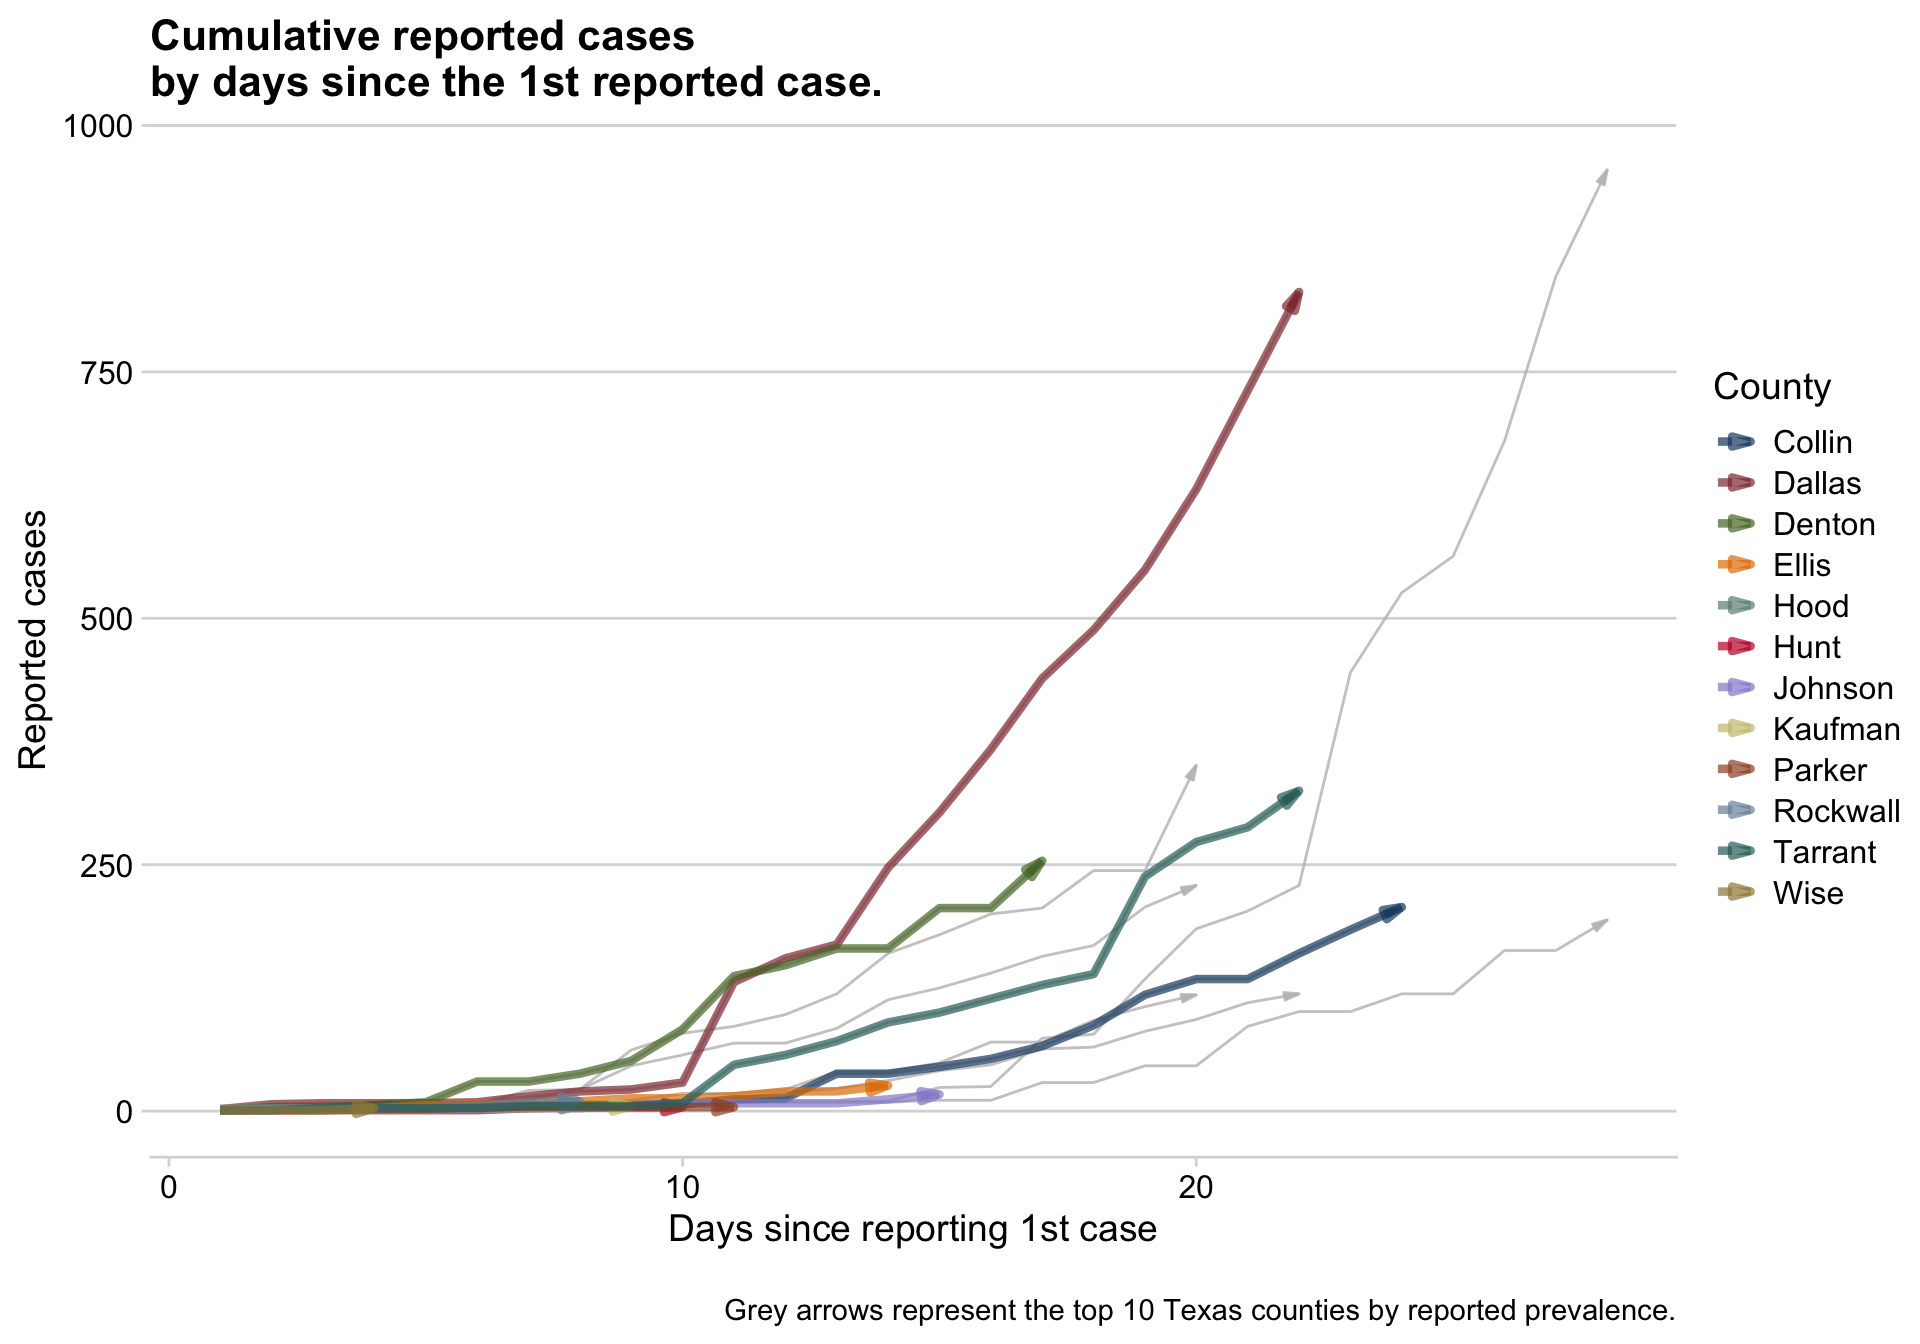 Cumulative reported cases
by days since the 1st reported case.
1000
750
500
250
0
Reported cases
0
10
20
Days since reporting 1st case
County
Collin
Dallas
Denton
Ellis
Hood
Hunt
Johnson
Kaufman
Parker
Rockwall
Tarrant
Wise
Grey arrows represent the top 10 Texas counties by reported prevalence.